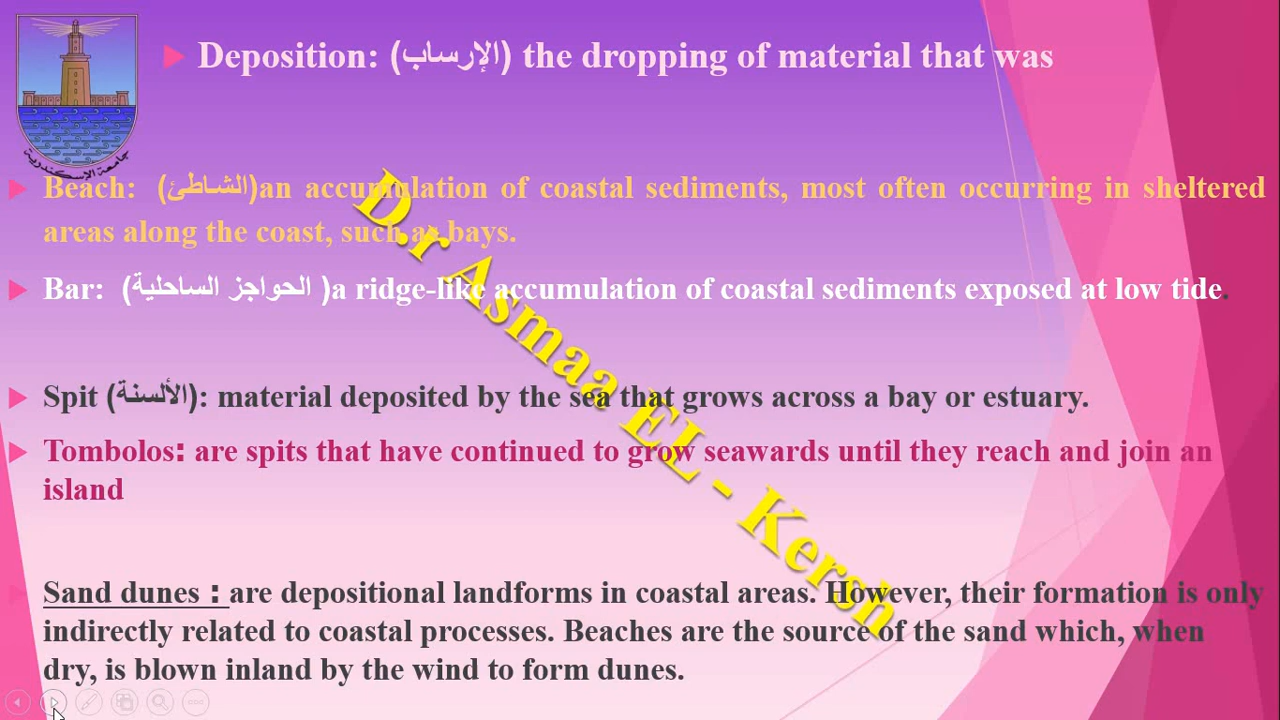 جامعة الإسكندرية
Deposition: (الإرساب) the dropping of material that was
Beach: (الشاطئ)an accumulation of coastal sediments, most often occurring in sheltered
areas along the coast, such as bays.
Bar: (الحواجز الساحلية )a ridge-like accumulation of coastal sediments exposed at low tide.
Spit (الألسنة): material deposited by the sea that grows across a bay or estuary.
Tombolos: are spits that have continued to grow seawards until they reach and join an
island
Sand dunes : are depositional landforms in coastal areas. However, their formation is only
indirectly related to coastal processes. Beaches are the source of the sand which, when
dry, is blown inland by the wind to form dunes.
D.r Asmaa EL - Kersh